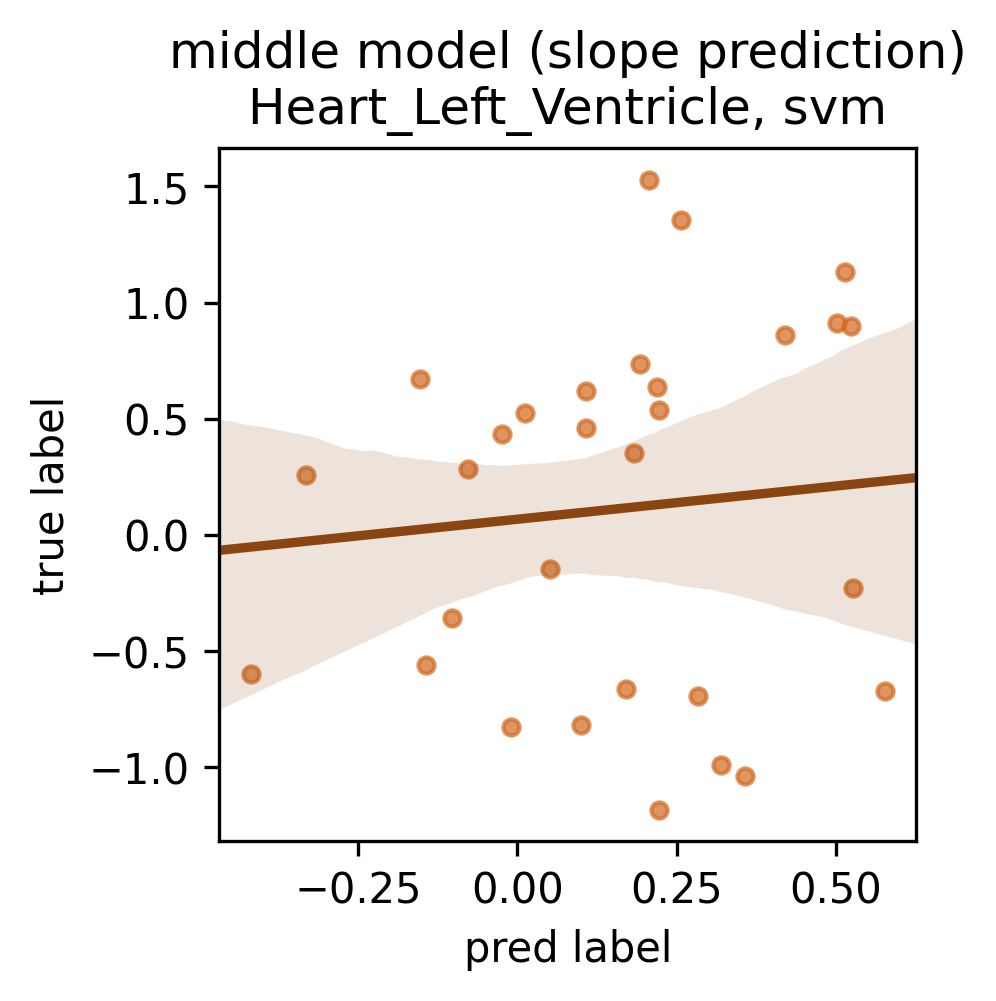 middle model (slope prediction)
Heart_Left_Ventricle, svm
1.5
1.0
0.5
0.0
−0.5
−1.0
true label
−0.25 0.00 0.25 0.50
pred label